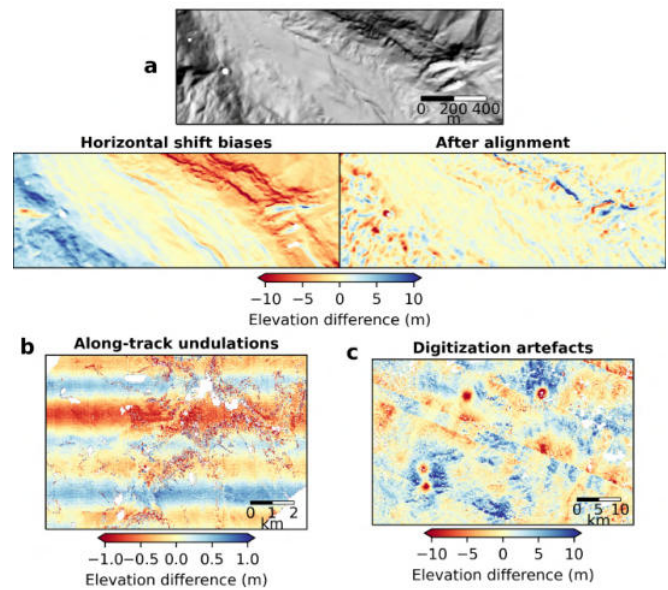 a
0 200 400
m
Horizontal shift biases
After alignment
−10 −5 0 5 10
Elevation difference (m)
b
Along-track undulations
c
Digitization artefacts
0 1 2
km
0 5 10
km
−1.0 −0.5 0.0 0.5 1.0
Elevation difference (m)
−10 −5 0 5 10
Elevation difference (m)